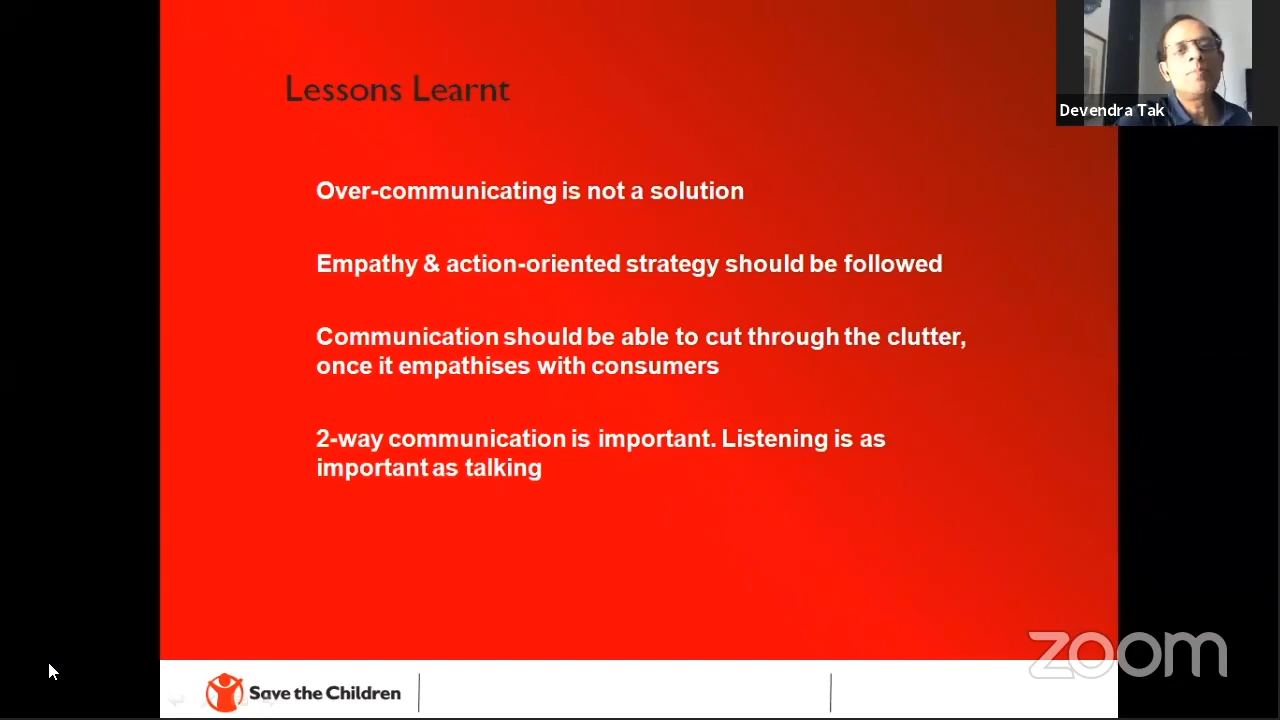 Devendra Tak
Lessons Learnt
Over-communicating is not a solution
Empathy & action-oriented strategy should be followed
Communication should be able to cut through the clutter,
once it empathises with consumers
2-way communication is important. Listening is as
important as talking
zoom
Save the Children